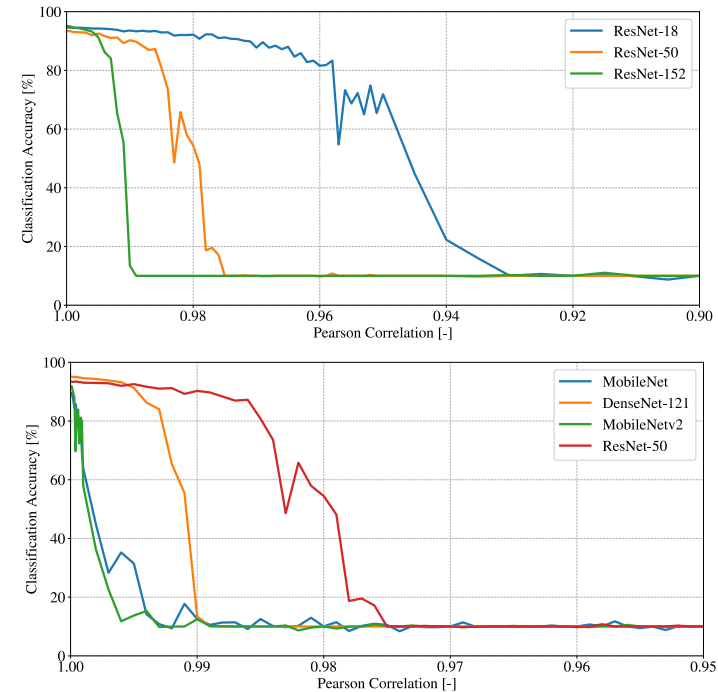 100
80
60
40
20
0
Classification Accuracy [%]
ResNet-18
ResNet-50
ResNet-152
1.00 0.98 0.96 0.94 0.92 0.90
Pearson Correlation [-]
100
80
60
40
20
0
Classification Accuracy [%]
MobileNet
DenseNet-121
MobileNetv2
ResNet-50
1.00 0.99 0.98 0.97 0.96 0.95
Pearson Correlation [-]